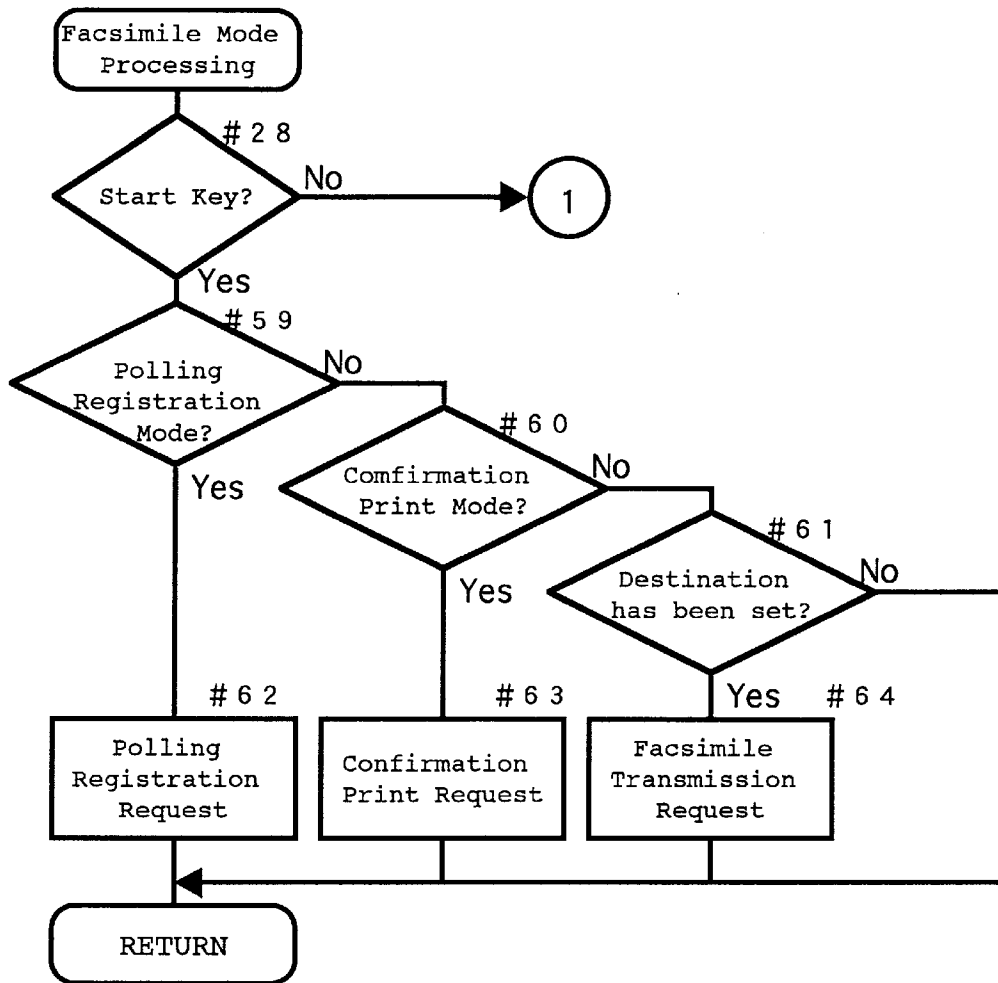 Facsimile Mode
Processing
#28
Start Key?
No
1
Yes
#59
Polling
Registration
Mode?
No
Yes
#60
Comfirmation
Print Mode?
No
Yes
#61
Destination
has been set?
No
Yes
#62
Polling
Registration
Request
#63
Confirmation
Print Request
#64
Facsimile
Transmission
Request
RETURN